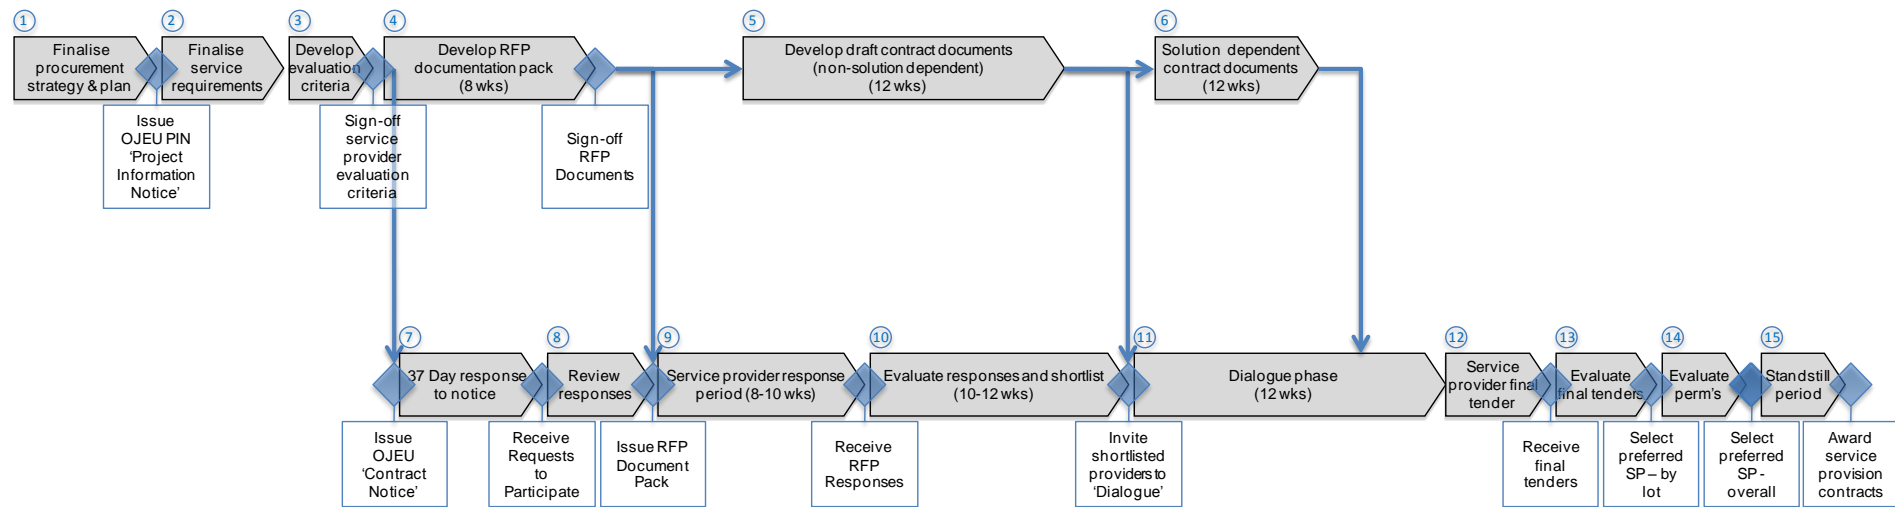 1
Finalise
procurement
strategy & plan
2
Finalise
service
requirements
3
Develop
evaluation
criteria
4
Develop RFP
documentation pack
(8 wks)
5
Develop draft contract documents
(non-solution dependent)
(12 wks)
6
Solution dependent
contract documents
(12 wks)
Issue
OJEU PIN
‘Project
Information
Notice’
Sign-off
service
provider
evaluation
criteria
Sign-off
RFP
Documents
7
37 Day response
to notice
8
Review
responses
9
Service provider response
period (8-10 wks)
10
Evaluate responses and shortlist
(10-12 wks)
11
Dialogue phase
(12 wks)
12
Service
provider final
tender
13
Evaluate
final tenders
14
Evaluate
perm's
15
Standstill
period
Issue
OJEU
‘Contract
Notice’
Receive
Requests
to
Participate
Issue RFP
Document
Pack
Receive
RFP
Responses
Invite
shortlisted
providers to
‘Dialogue’
Receive
final
tenders
Select
preferred
SP – by
lot
Select
preferred
SP -
overall
Award
service
provision
contracts